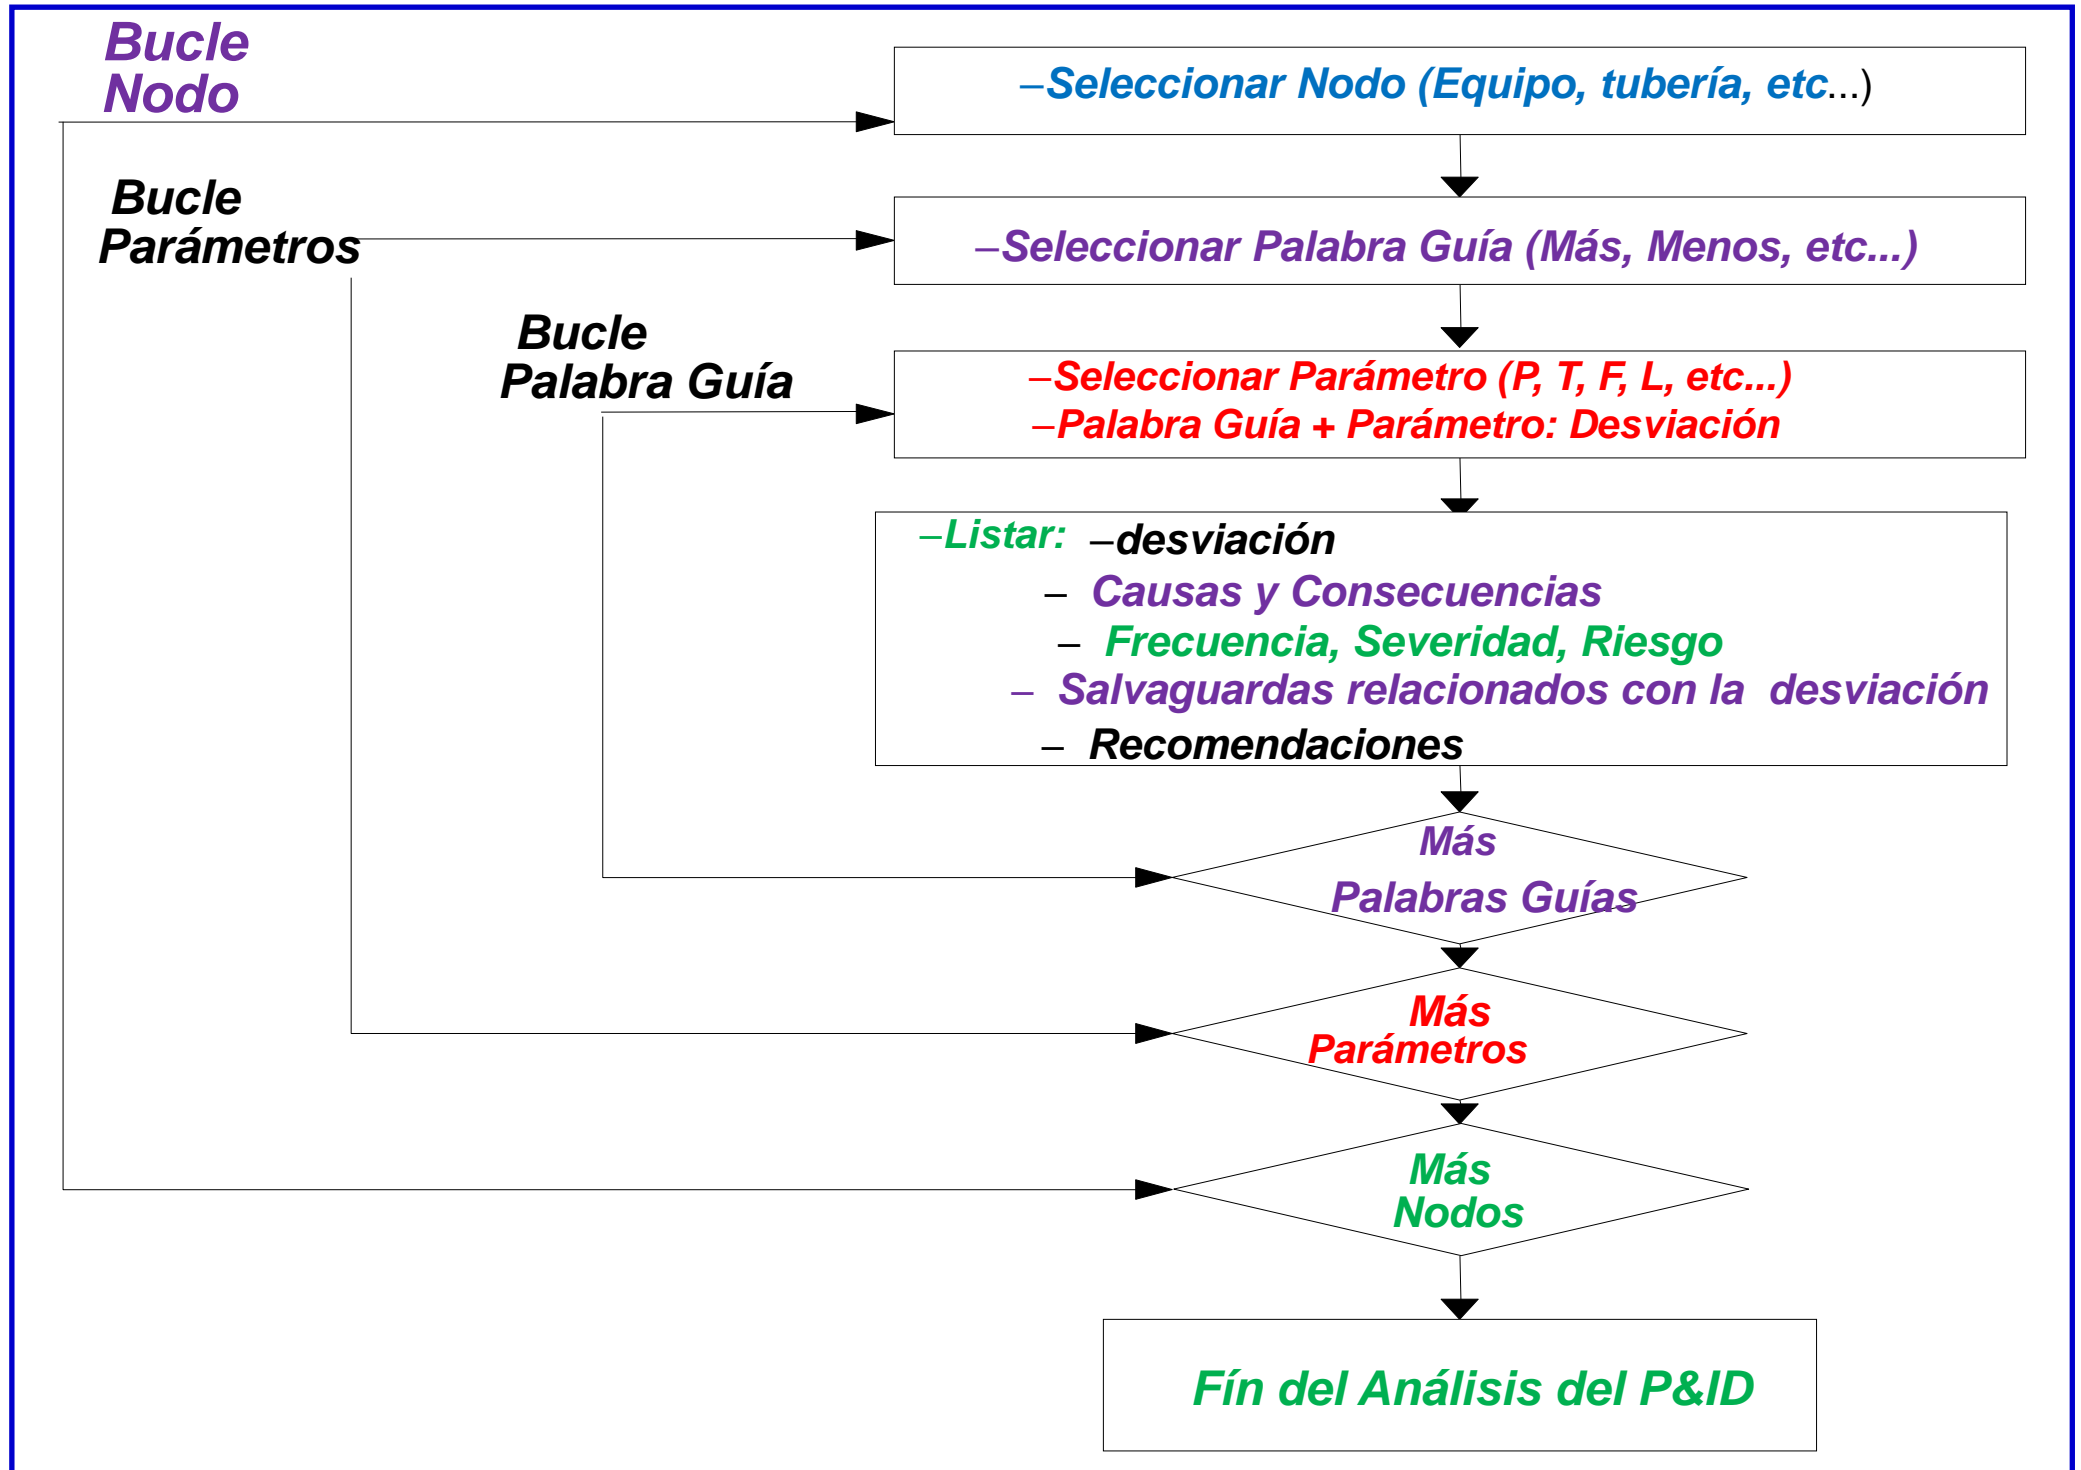 Bucle
Nodo
–Seleccionar Nodo (Equipo, tubería, etc...)
Bucle
Parámetros
–Seleccionar Palabra Guía (Más, Menos, etc...)
Bucle
Palabra Guía
–Seleccionar Parámetro (P, T, F, L, etc...)
–Palabra Guía + Parámetro: Desviación
–Listar: –desviación
– Causas y Consecuencias
– Frecuencia, Severidad, Riesgo
– Salvaguardas relacionados con la desviación
– Recomendaciones
Más
Palabras Guías
Más
Parámetros
Más
Nodos
Fín del Análisis del P&ID